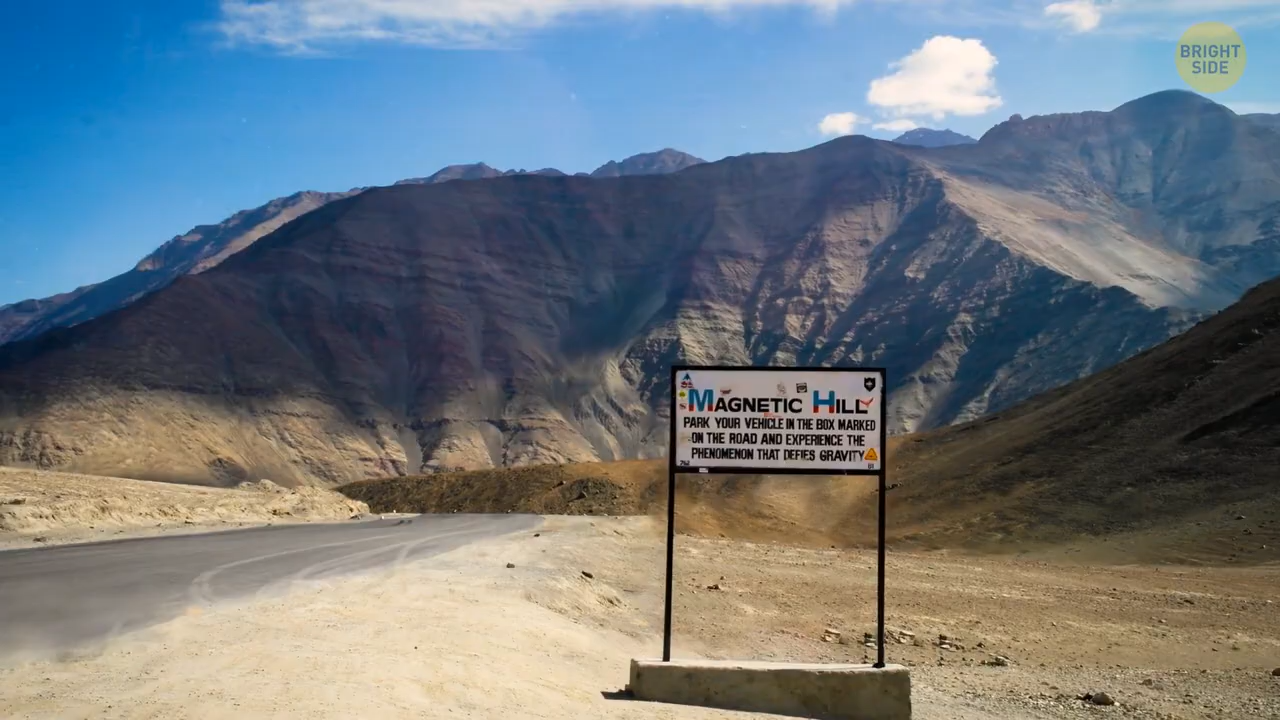 BRIGHT
SIDE
MAGNETIC HILL
PARK YOUR VEHICLE IN THE BOX MARKED
ON THE ROAD AND EXPERIENCE THE
PHENOMENON THAT DEFIES GRAVITY